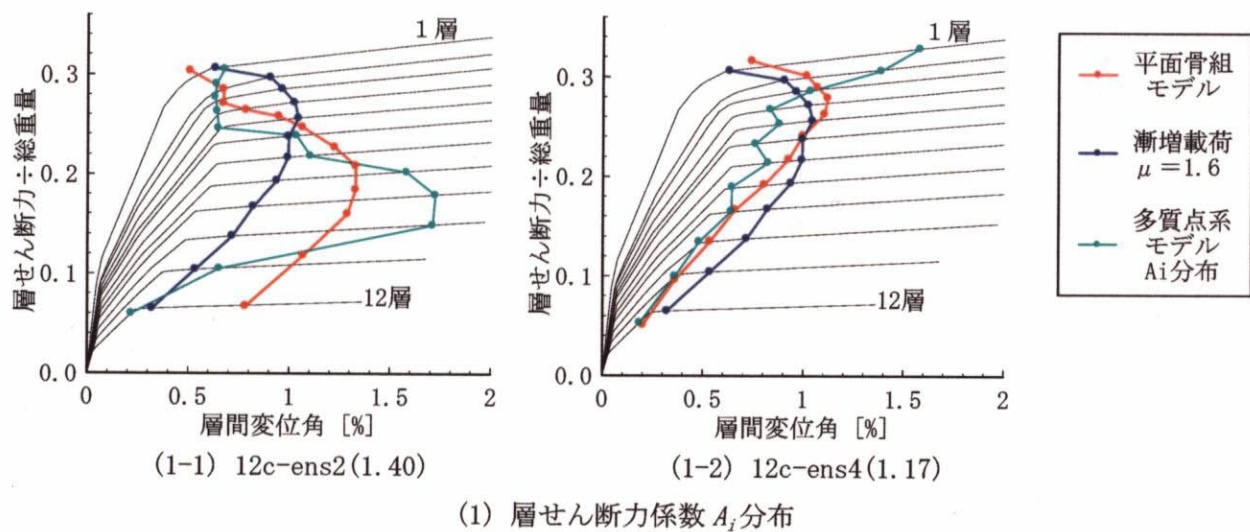 1層
0.3
0.2
0.1
0.0
層せん断力÷総重量
12層
0 0.5 1 1.5 2
層間変位角 [%]
(1-1) 12c-ens2(1.40)
1層
0.3
0.2
0.1
0.0
層せん断力÷総重量
12層
0 0.5 1 1.5 2
層間変位角 [%]
(1-2) 12c-ens4(1.17)
平面骨組
モデル
漸増載荷
μ=1.6
多質点系
モデル
Ai分布
(1) 層せん断力係数 Ai 分布